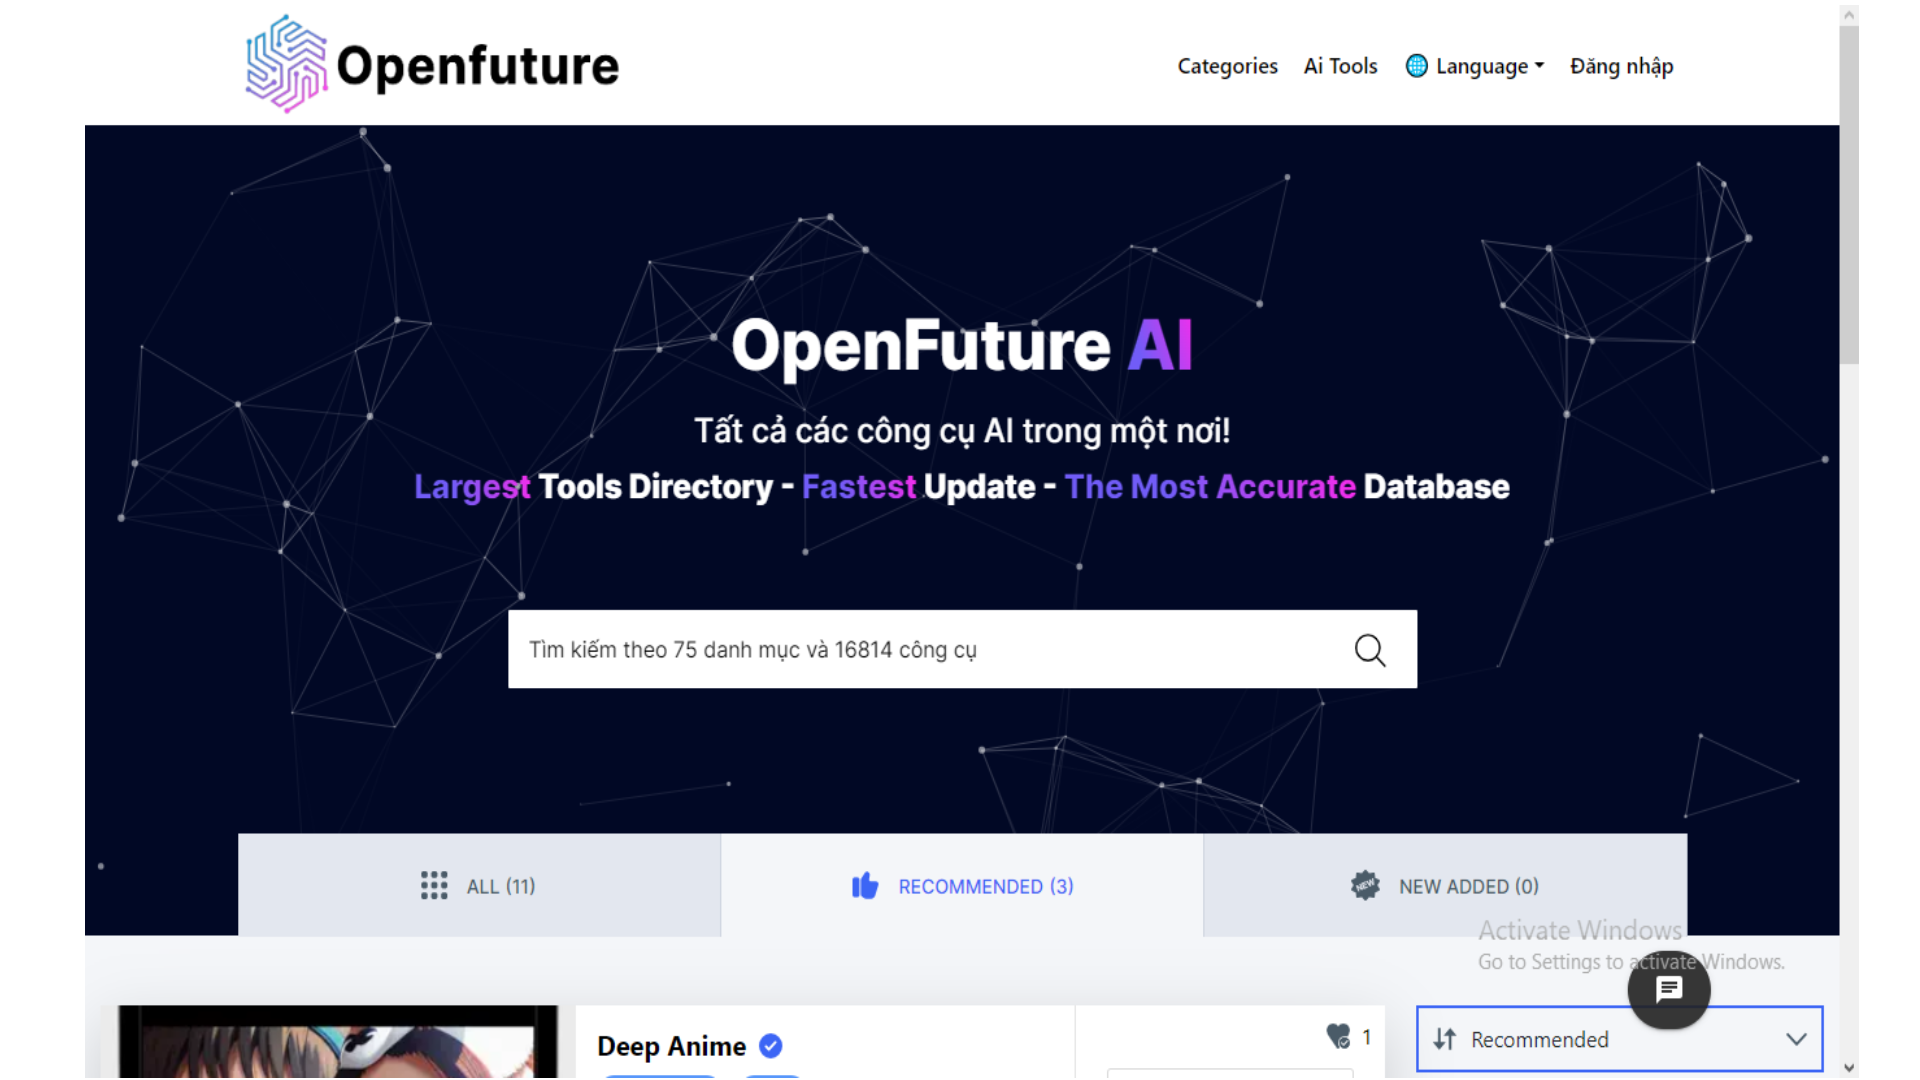 Openfuture
Categories Ai Tools Language Đăng nhập
OpenFuture AI
Tất cả các công cụ AI trong một nơi!
Largest Tools Directory - Fastest Update - The Most Accurate Database
Tìm kiếm theo 75 danh mục và 16814 công cụ
ALL (11)
RECOMMENDED (3)
NEW
NEW ADDED (0)
Activate Windows
Go to Settings to activate Windows.
Deep Anime
1
Recommended